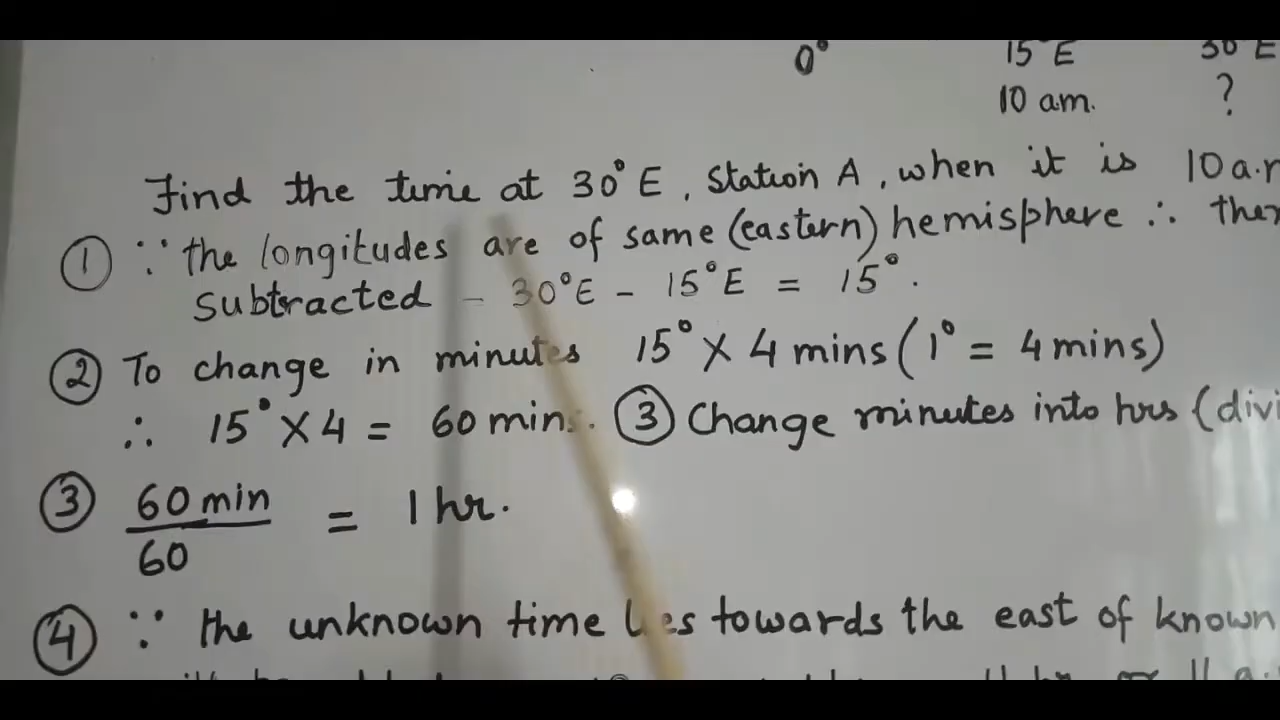 0° 15°E 30°E
10 am. ?
Find the time at 30°E, Station A, when it is 10 a.
① ∵ the longitudes are of same (eastern) hemisphere ∴
Subtracted - 30°E - 15°E = 15°.
② To change in minutes 15° X 4 mins (1° = 4 mins)
∴ 15° X 4 = 60 min. ③ Change minutes into hrs (
③ 60 min
60 = 1 hr.
④ ∵ the unknown time lies towards the east of known